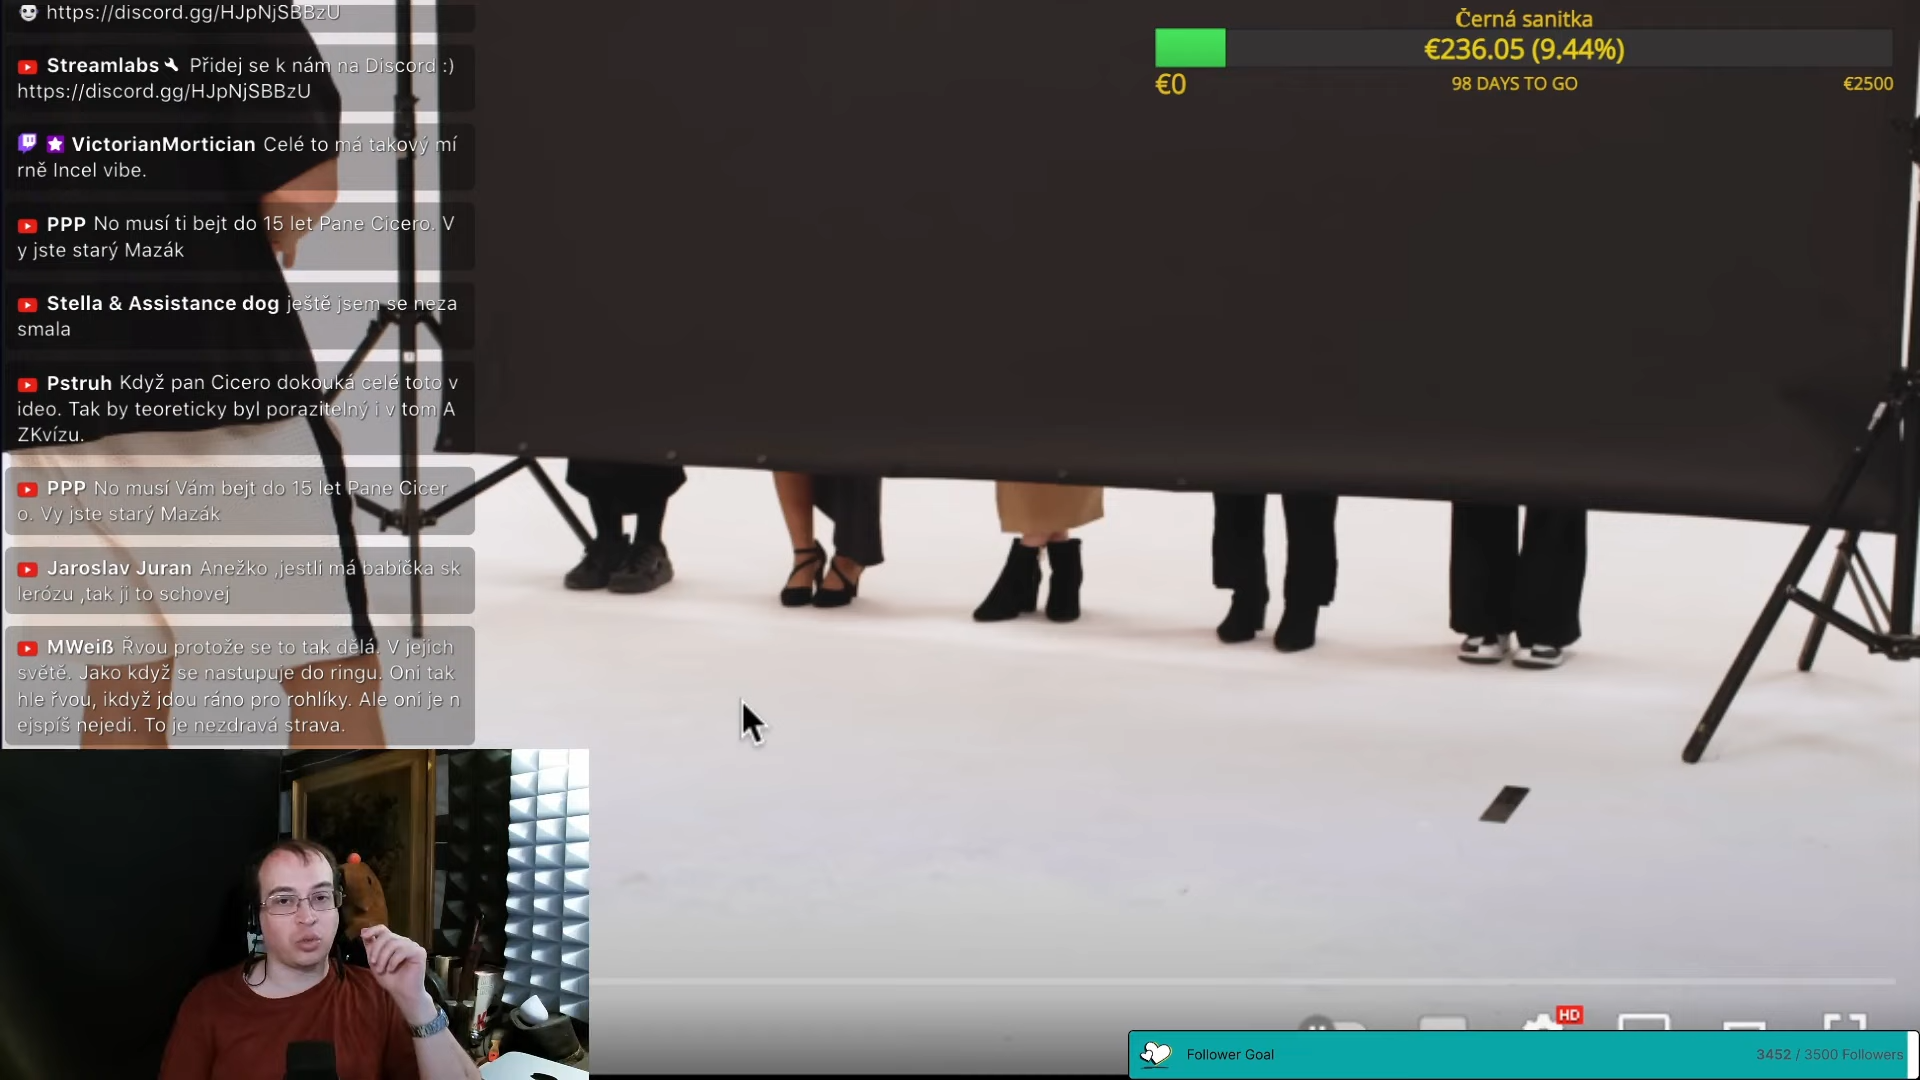 https://discord.gg/HJpNjSBBzU
Streamlabs Přidej se k nám na Discord :)
https://discord.gg/HJpNjSBBzU
VictorianMortician Celé to má takový mí
rně Incel vibe.
PPP No musí ti bejt do 15 let Pane Cicero. V
y jste starý Mazák
Stella & Assistance dog ještě jsem se neza
smala
Pstruh Když pan Cicero dokouká celé toto v
ideo. Tak by teoreticky byl porazitelný i v tom A
ZKvízu.
PPP No musí Vám bejt do 15 let Pane Cicer
o. Vy jste starý Mazák
Jaroslav Juran Anežko ,jestli má babička sk
lerózu ,tak ji to schovej
MWeiß Řvou protože se to tak dělá. V jejich
světě. Jako když se nastupuje do ringu. Oni tak
hle řvou, ikdyž jdou ráno pro rohlíky. Ale oni je n
ejspíš nejedi. To je nezdravá strava.
Černá sanitka
€236.05 (9.44%)
€0 98 DAYS TO GO €2500
HD
Follower Goal 3452 / 3500 Followers